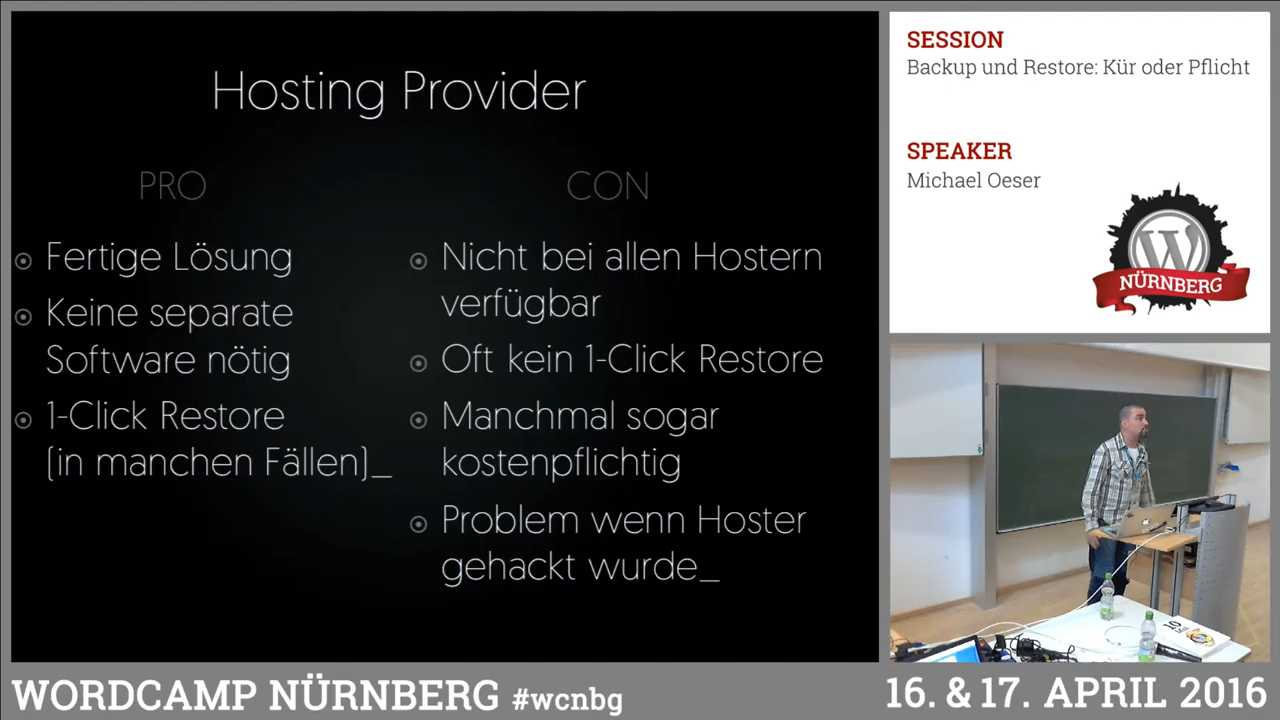 Hosting Provider
PRO
Fertige Lösung
Keine separate
Software nötig
1-Click Restore
(in manchen Fällen)_
CON
Nicht bei allen Hostern
verfügbar
Oft kein 1-Click Restore
Manchmal sogar
kostenpflichtig
Problem wenn Hoster
gehackt wurde_
SESSION
Backup und Restore: Kür oder Pflicht
SPEAKER
Michael Oeser
W
NÜRNBERG
10
WORDCAMP NÜRNBERG #wcnbg
16. & 17. APRIL 2016